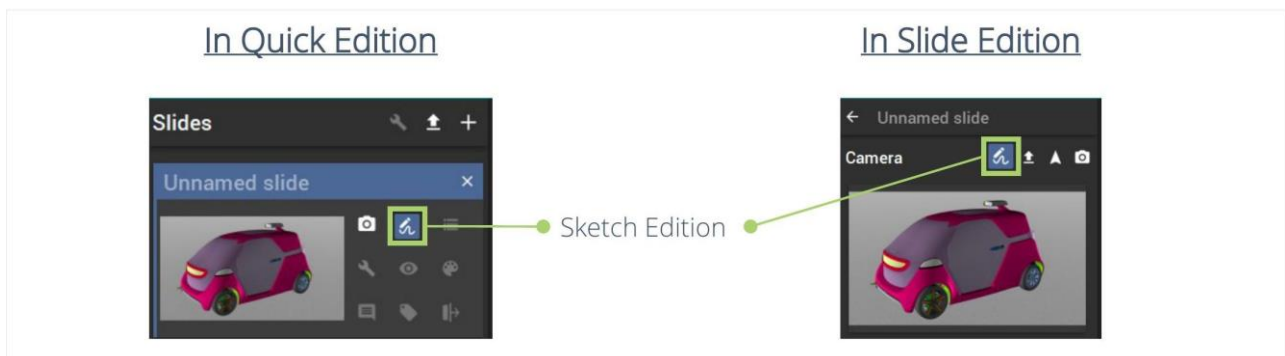 In Quick Edition
In Slide Edition
Slides
Unnamed slide
Sketch Edition
Unnamed slide
Camera